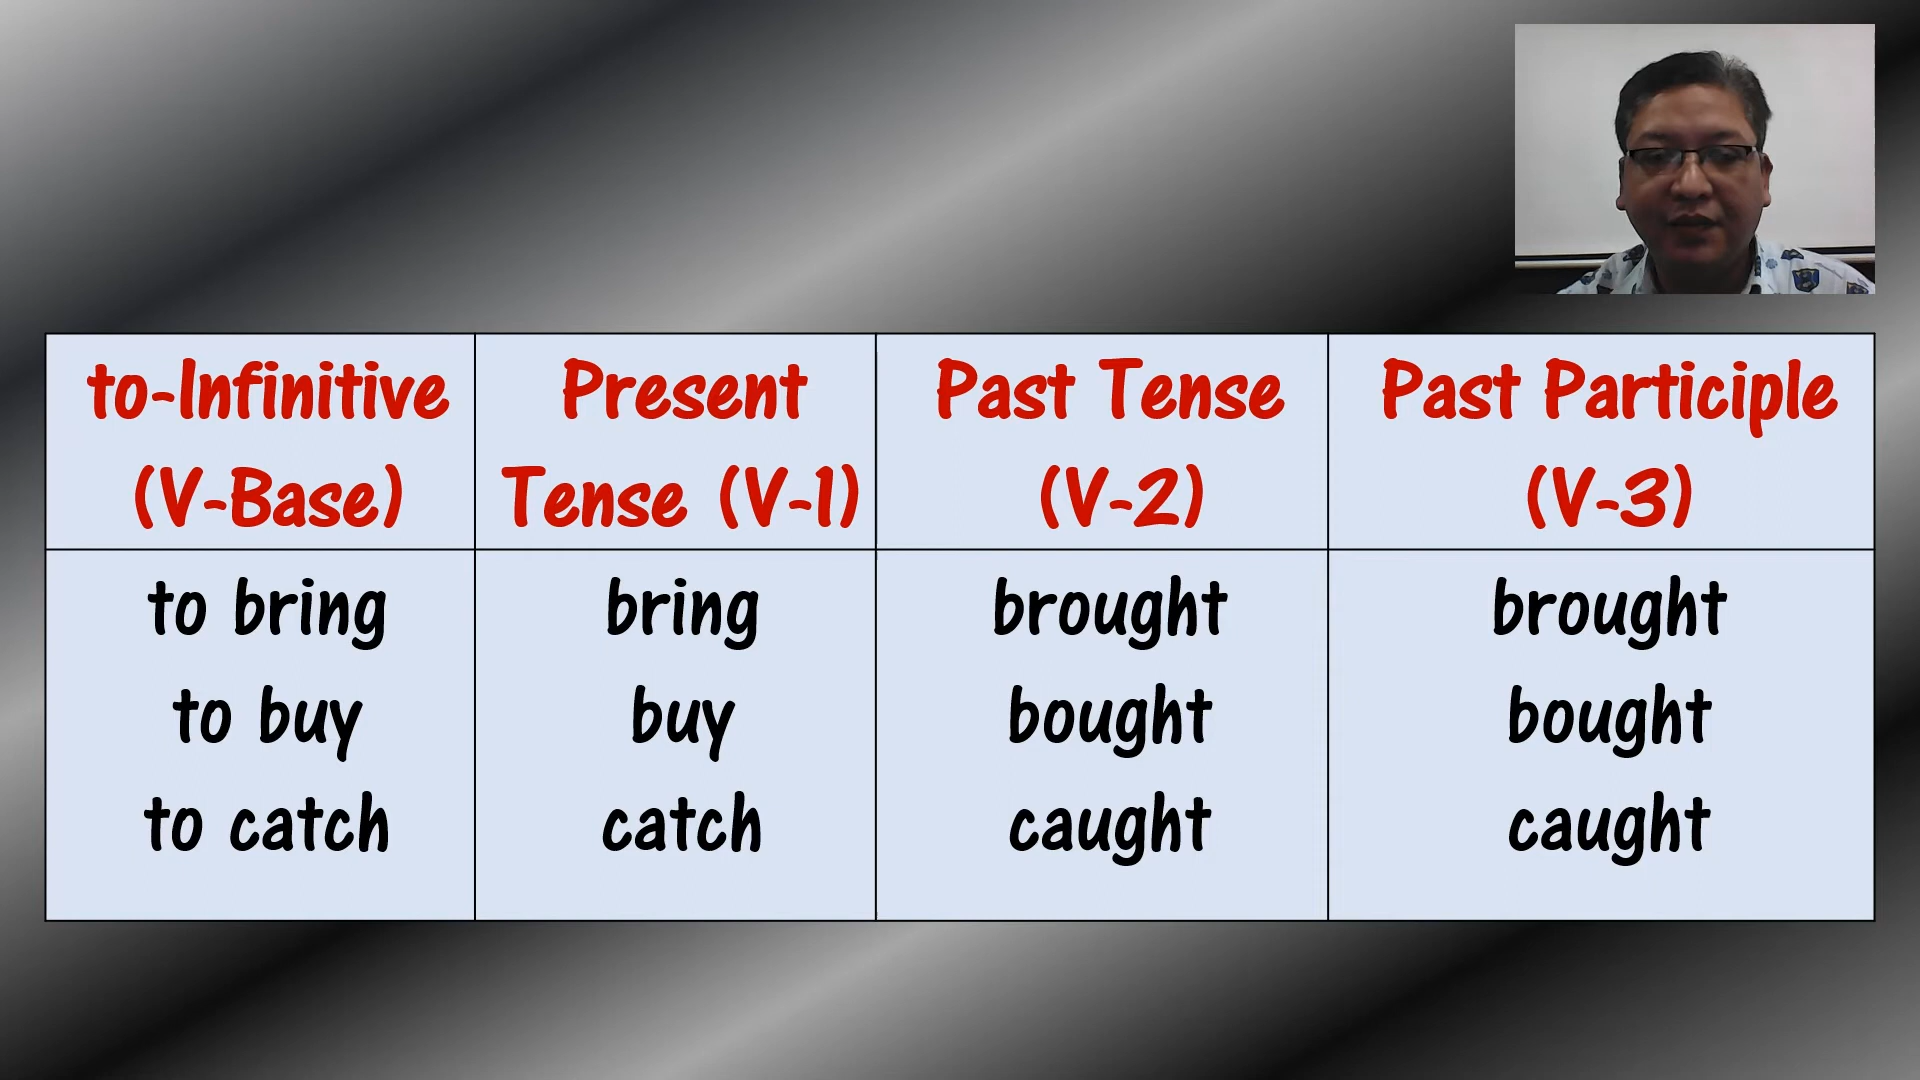 to-Infinitive
(V-Base)
Present
Tense (V-1)
Past Tense
(V-2)
Past Participle
(V-3)
to bring
bring
brought
brought
to buy
buy
bought
bought
to catch
catch
caught
caught